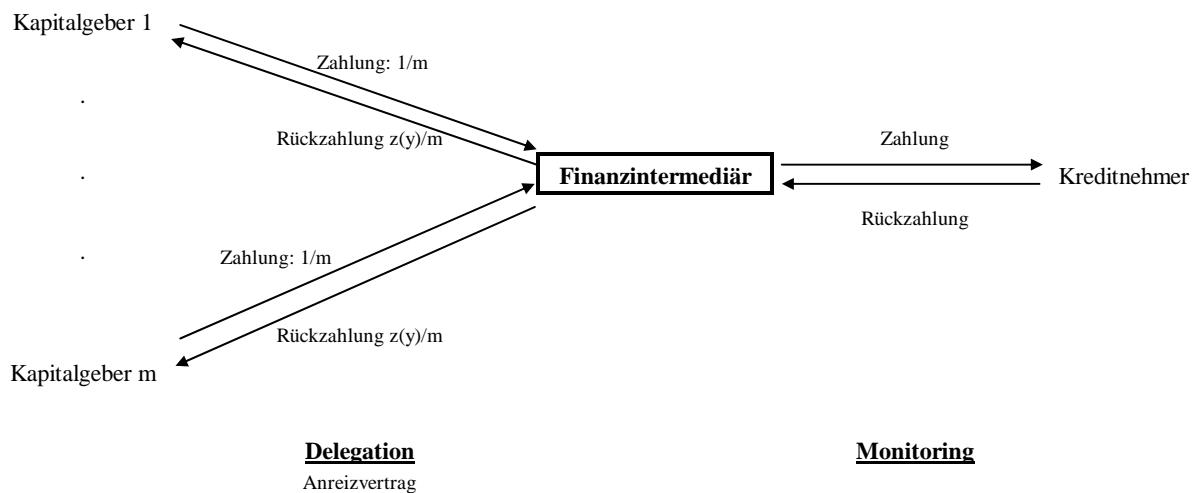 Kapitalgeber 1
Zahlung: 1/m
.
Rückzahlung z(y)/m
Zahlung
.
Finanzintermediär
Kreditnehmer
Rückzahlung
.
Zahlung: 1/m
Rückzahlung z(y)/m
Kapitalgeber m
Delegation
Monitoring
Anreizvertrag